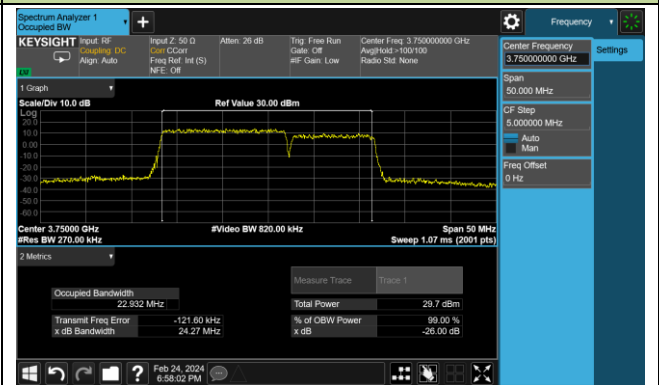 Spectrum Analyzer 1
Occupied BW
Frequency
KEYSIGHT
Input: RF
Coupling: DC
Align: Auto
Input Z: 50 Ω
Corr CCorr
Freq Ref: Int (S)
NFE: Off
Atten: 26 dB
Trig: Free Run
Gate: Off
#IF Gain: Low
Center Freq: 3.750000000 GHz
Avg|Hold:>100/100
Radio Std: None
Center Frequency
3.750000000 GHz
Settings
Span
50.000 MHz
CF Step
5.000000 MHz
Auto
Man
Freq Offset
0 Hz
1 Graph
Scale/Div 10.0 dB
Ref Value 30.00 dBm
Log
20.0
10.0
0.00
-10.0
-20.0
-30.0
-40.0
-50.0
-60.0
Center 3.75000 GHz
#Video BW 820.00 kHz
Span 50 MHz
#Res BW 270.00 kHz
Sweep 1.07 ms (2001 pts)
2 Metrics
Measure Trace
Trace 1
Occupied Bandwidth
22.932 MHz
Total Power
29.7 dBm
Transmit Freq Error
-121.60 kHz
% of OBW Power
99.00 %
x dB Bandwidth
24.27 MHz
x dB
-26.00 dB
Feb 24, 2024
6:58:02 PM